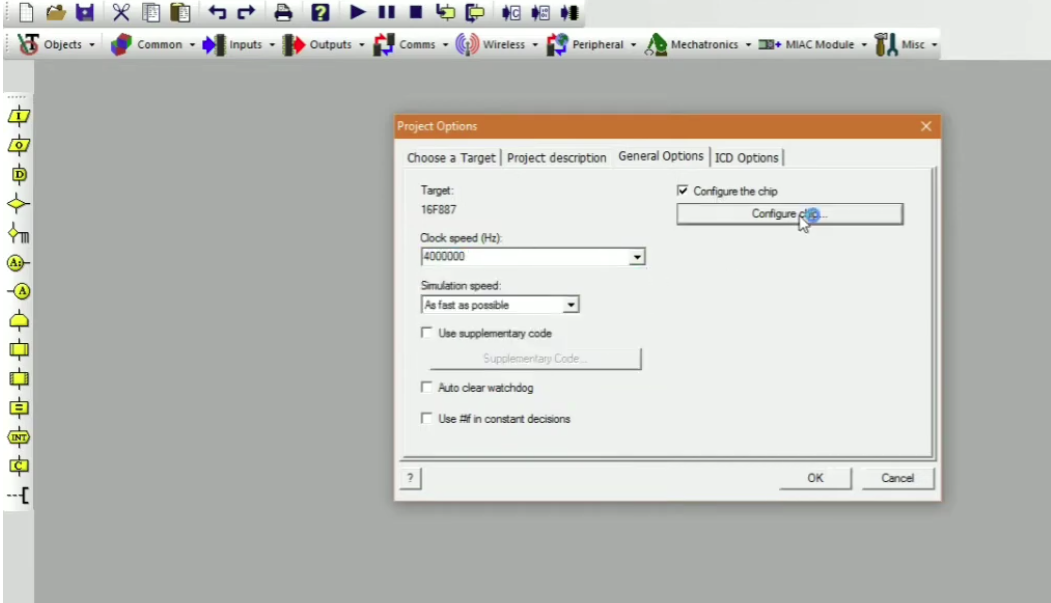 Objects Common Inputs Outputs Comms Wireless Peripheral Mechatronics MIAC Module Misc
Project Options
Choose a Target Project description General Options ICD Options
Target:
16F887
Configure the chip
Configure
Clock speed (Hz):
4000000
Simulation speed:
As fast as possible
Use supplementary code
Supplementary Code...
Auto clear watchdog
Use #if in constant decisions
? OK Cancel
I
O
D
A:
A
=
INT
C